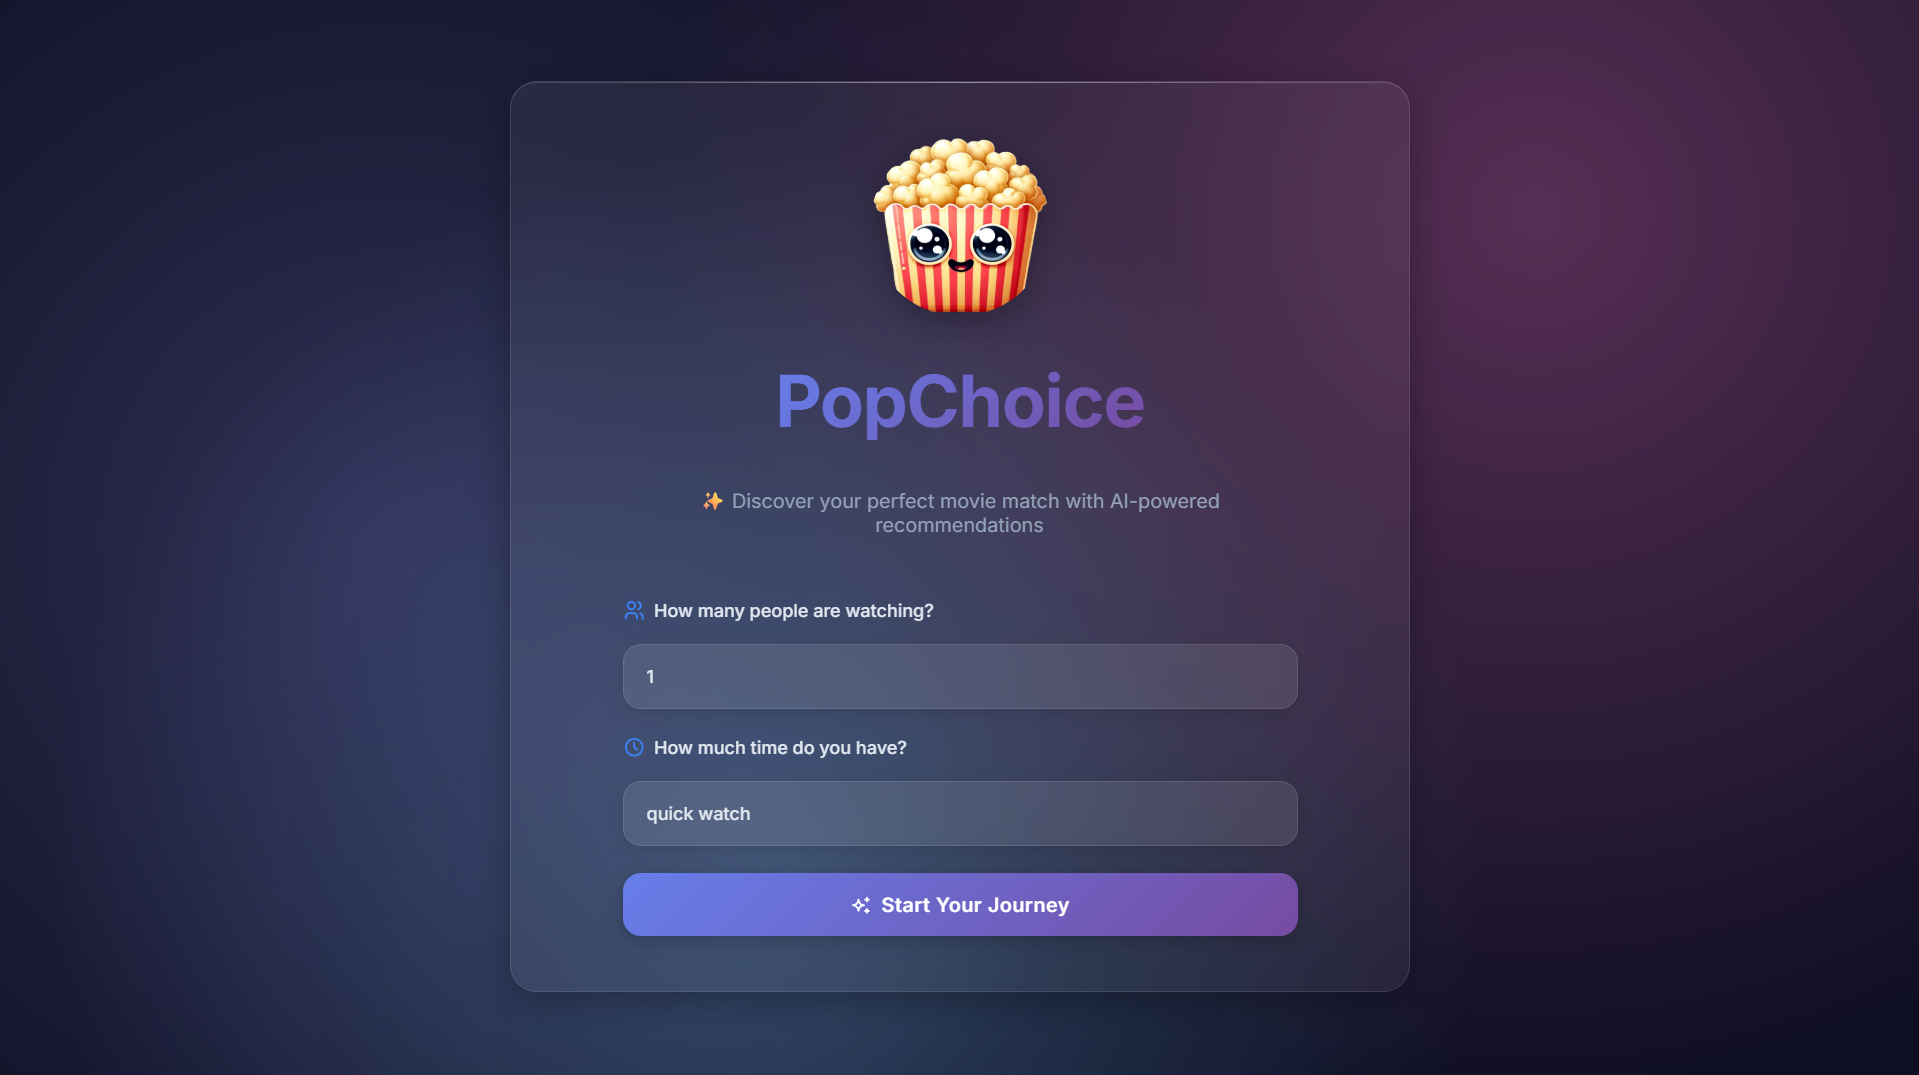 PopChoice
✨ Discover your perfect movie match with AI-powered
recommendations
How many people are watching?
1
How much time do you have?
quick watch
Start Your Journey